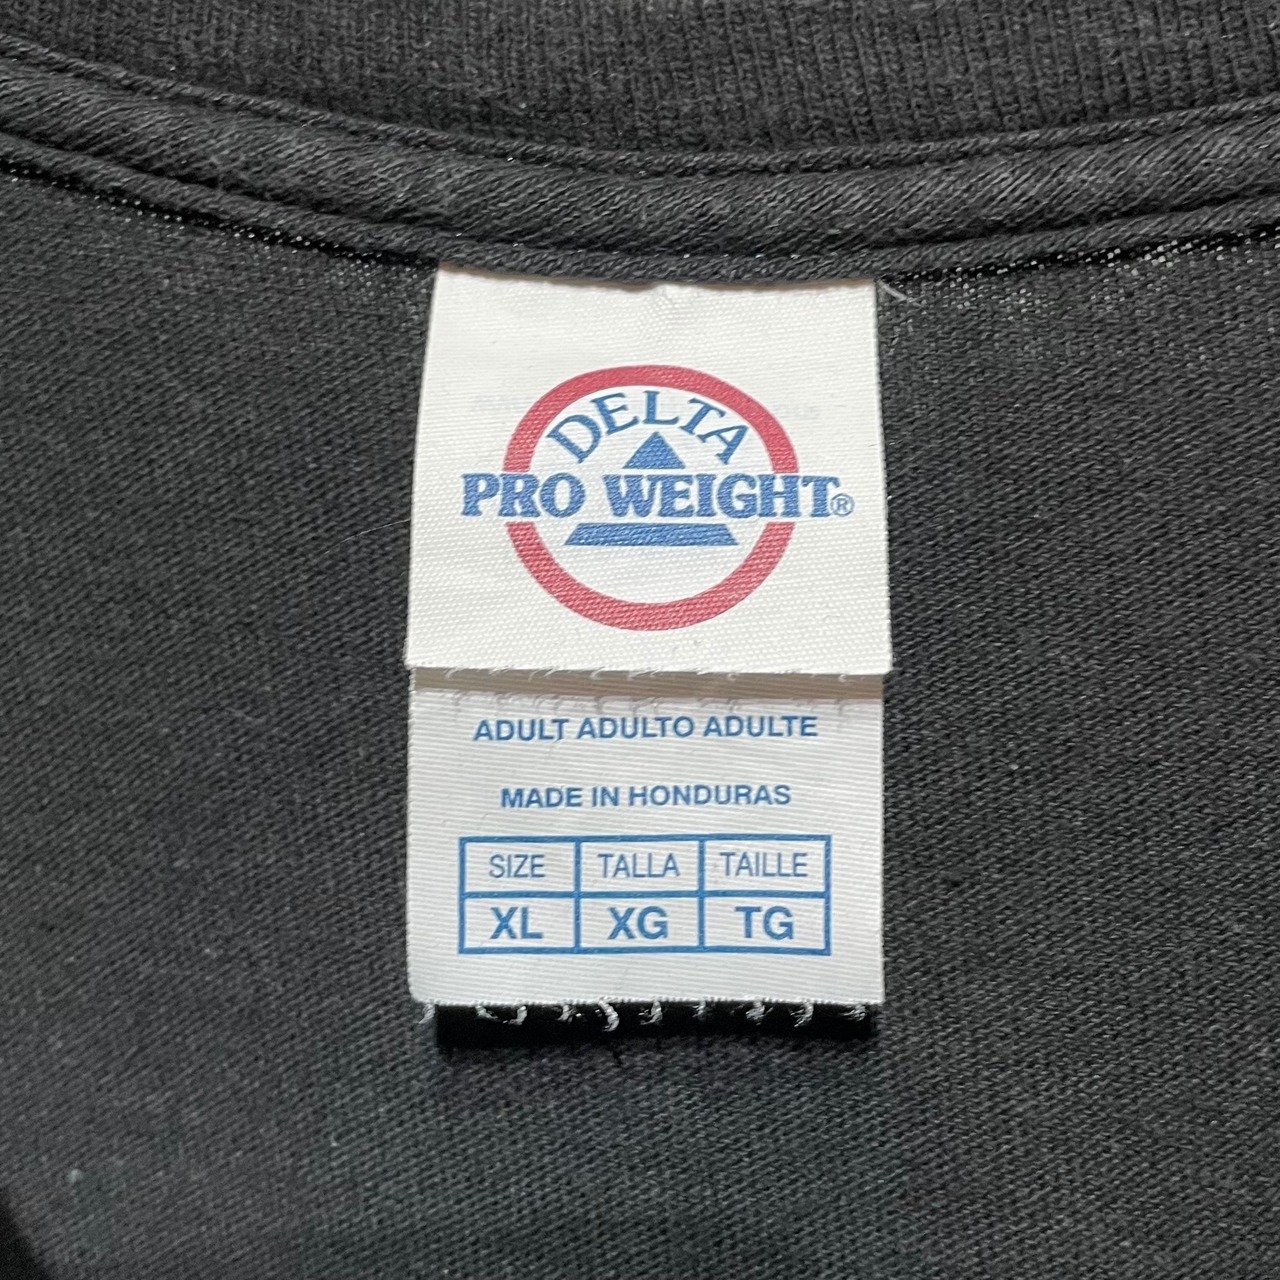 DELTA
PRO WEIGHT®
ADULT ADULTO ADULTE
MADE IN HONDURAS
SIZE TALLA TAILLE
XL XG TG